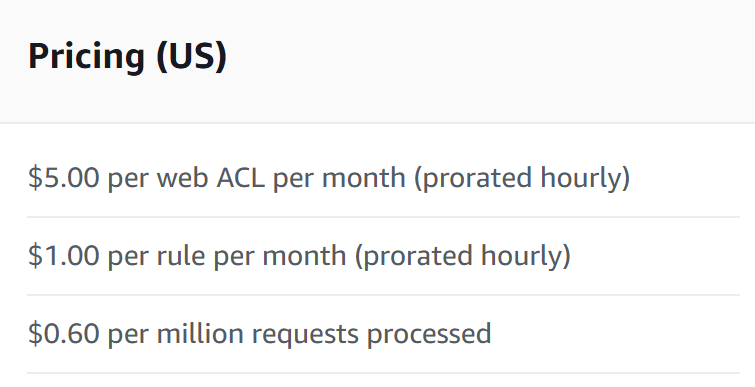 Pricing (US)
$5.00 per web ACL per month (prorated hourly)
$1.00 per rule per month (prorated hourly)
$0.60 per million requests processed